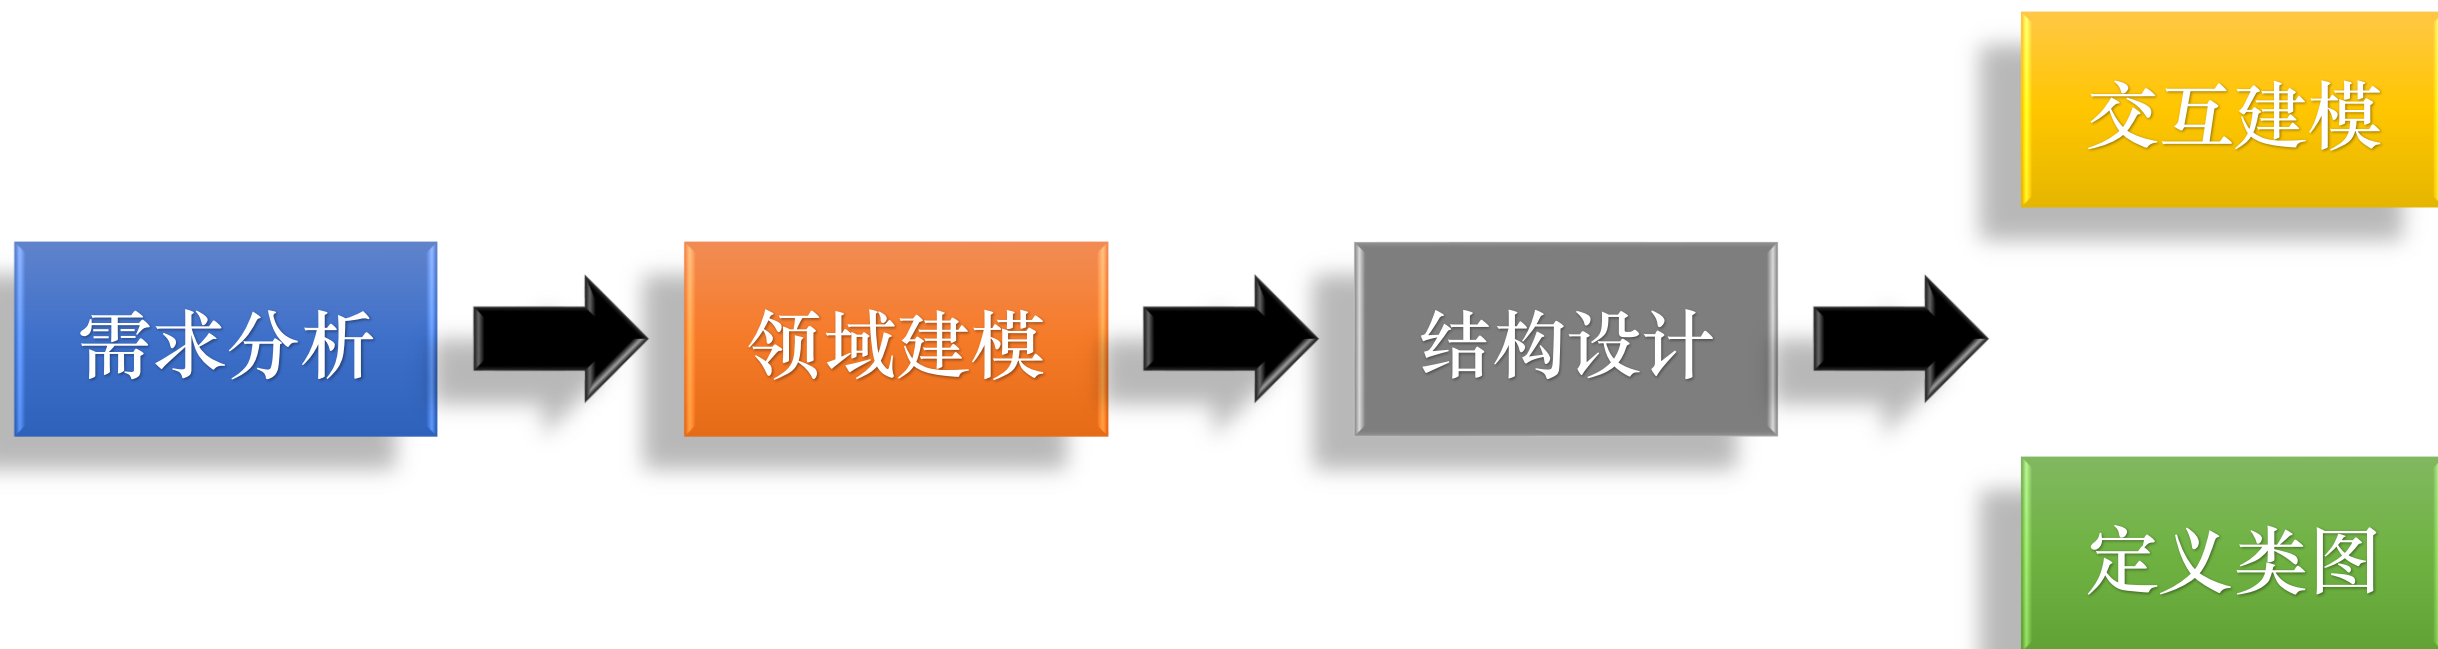 需求分析
领域建模
结构设计
交互建模
定义类图